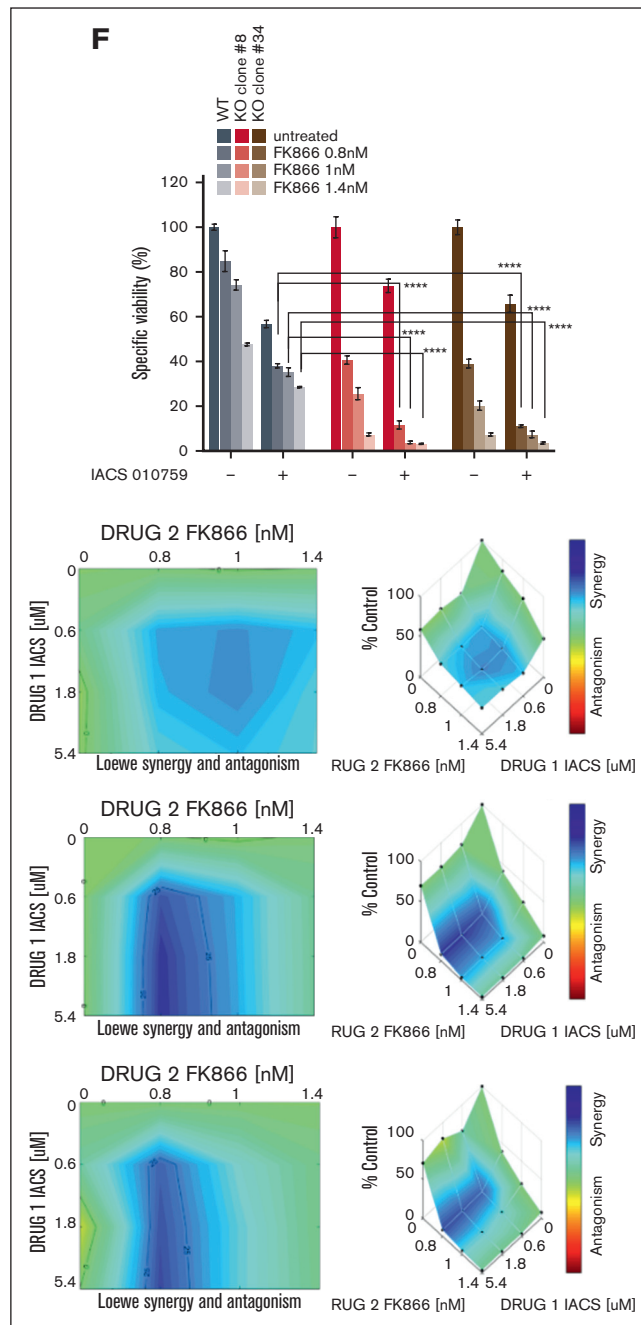 F
WT
KO clone #8
KO clone #34
untreated
FK866 0.8nM
FK866 1nM
FK866 1.4nM
Specific viability (%)
120
100
80
60
40
20
0
****
****
****
****
****
****
IACS 010759
– + – + – +
DRUG 2 FK866 [nM]
0 0.8 1 1.4
DRUG 1 IACS [uM]
0
0.6
1.8
5.4
0
0
Loewe synergy and antagonism
% Control
100
50
0
0 0.8 1 1.4
5.4 1.8 0.6 0
RUG 2 FK866 [nM]
DRUG 1 IACS [uM]
Synergy
Antagonism
DRUG 2 FK866 [nM]
0 0.8 1 1.4
DRUG 1 IACS [uM]
0
0.6
1.8
5.4
Loewe synergy and antagonism
% Control
100
50
0
0 0.8 1 1.4
5.4 1.8 0.6 0
RUG 2 FK866 [nM]
DRUG 1 IACS [uM]
Synergy
Antagonism
DRUG 2 FK866 [nM]
0 0.8 1 1.4
DRUG 1 IACS [uM]
0
0.6
1.8
5.4
Loewe synergy and antagonism
% Control
100
50
0
0 0.8 1 1.4
5.4 1.8 0.6 0
RUG 2 FK866 [nM]
DRUG 1 IACS [uM]
Synergy
Antagonism